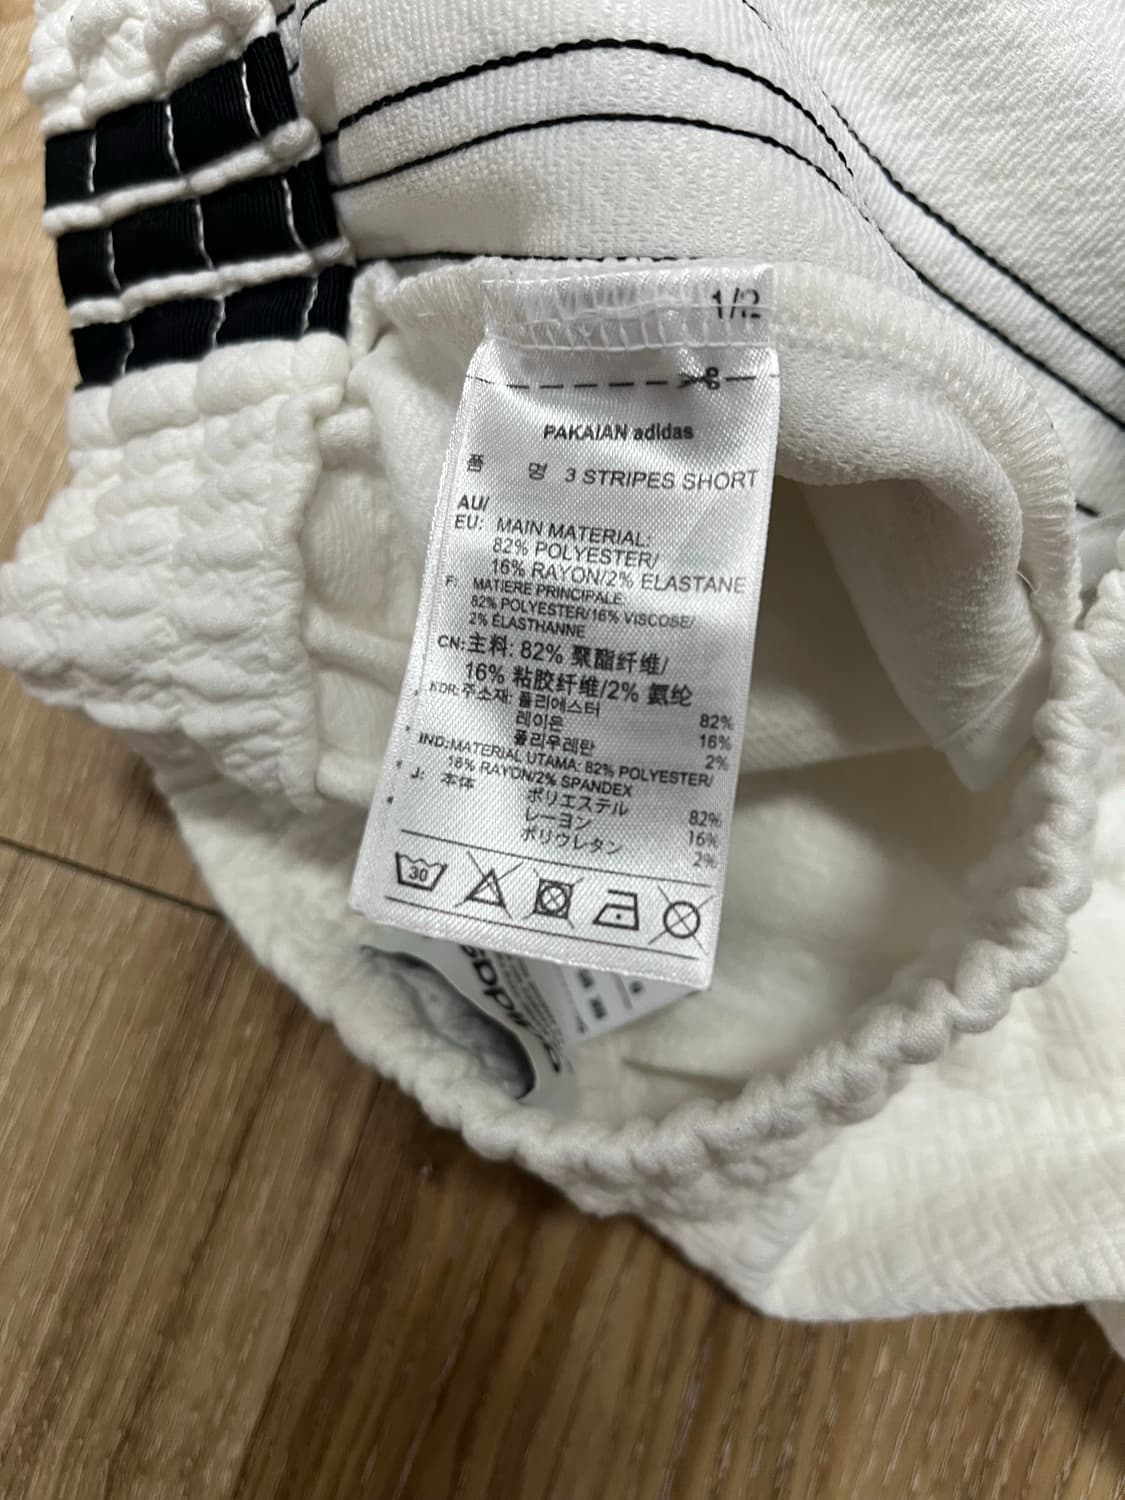 1/12
PAKAIAN adidas
품 명 3 STRIPES SHORT
AU/
EU: MAIN MATERIAL:
82% POLYESTER/
16% RAYON/2% ELASTANE
F: MATIERE PRINCIPALE
82% POLYESTER/16% VISCOSE/
2% ÉLASTHANNE
CN: 主料: 82% 聚酯纤维/
16% 粘胶纤维/2% 氨纶
KOR: 주소재: 폴리에스터 82%
레이온 16%
폴리우레탄 2%
IND: MATERIAL UTAMA: 82% POLYESTER/
16% RAYON/2% SPANDEX
J: 本体 ポリエステル 82%
レーヨン 16%
ポリウレタン 2%
30
adidas